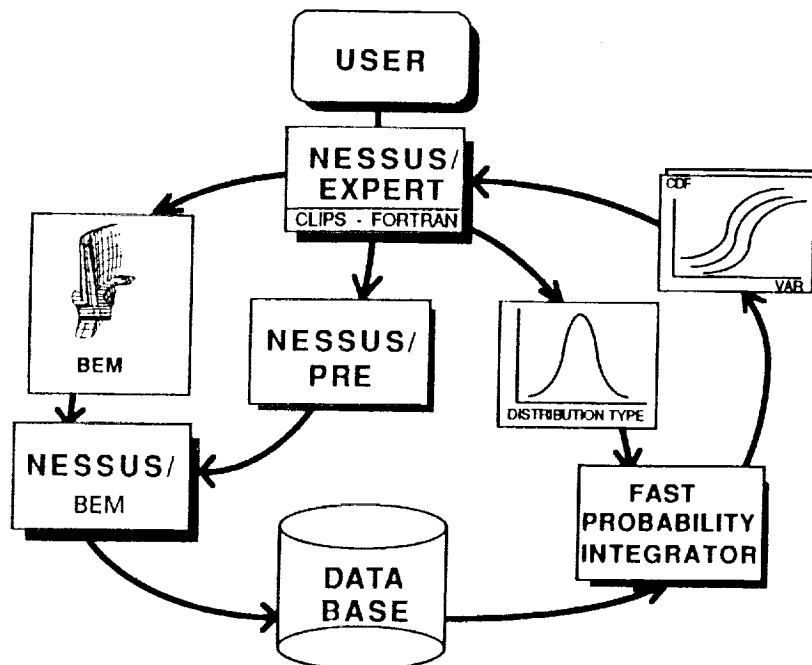 USER
NESSUS/
EXPERT
CLIPS - FORTRAN
CDF
VAR
BEM
NESSUS/
PRE
DISTRIBUTION TYPE
NESSUS/
BEM
FAST
PROBABILITY
INTEGRATOR
DATA
BASE